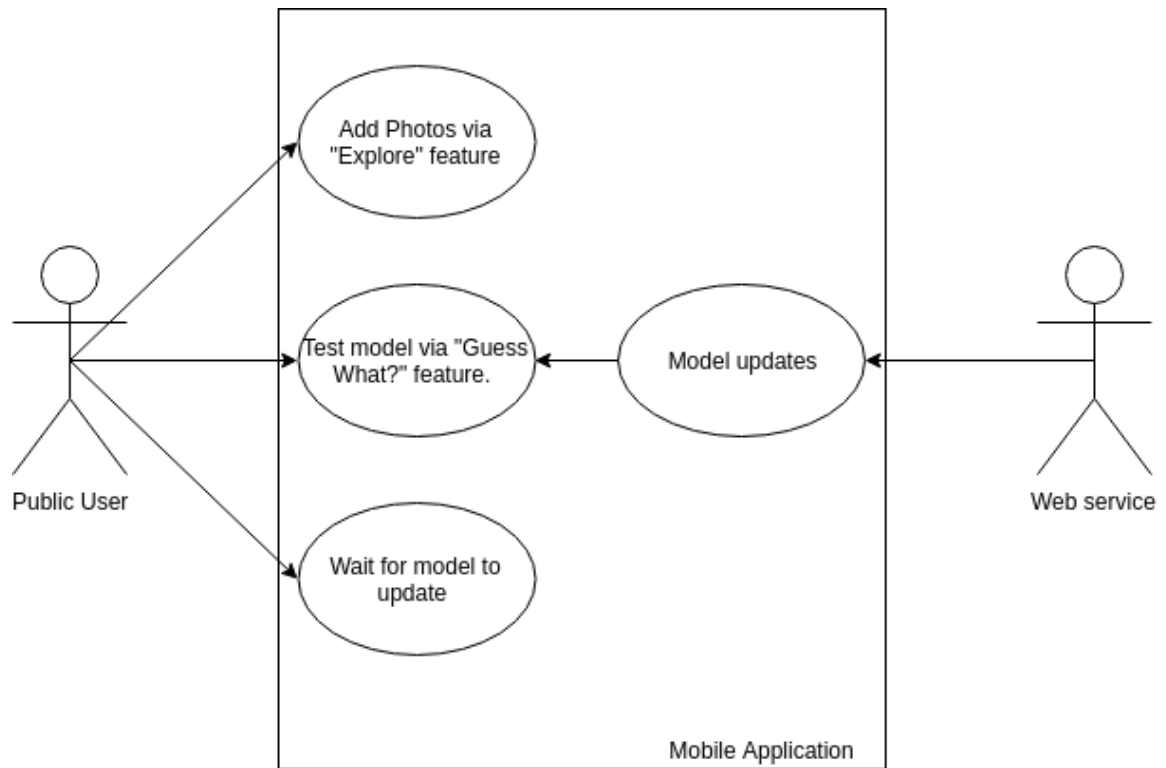 Add Photos via
"Explore" feature
Test model via "Guess
What?" feature.
Model updates
Public User
Web service
Wait for model to
update
Mobile Application